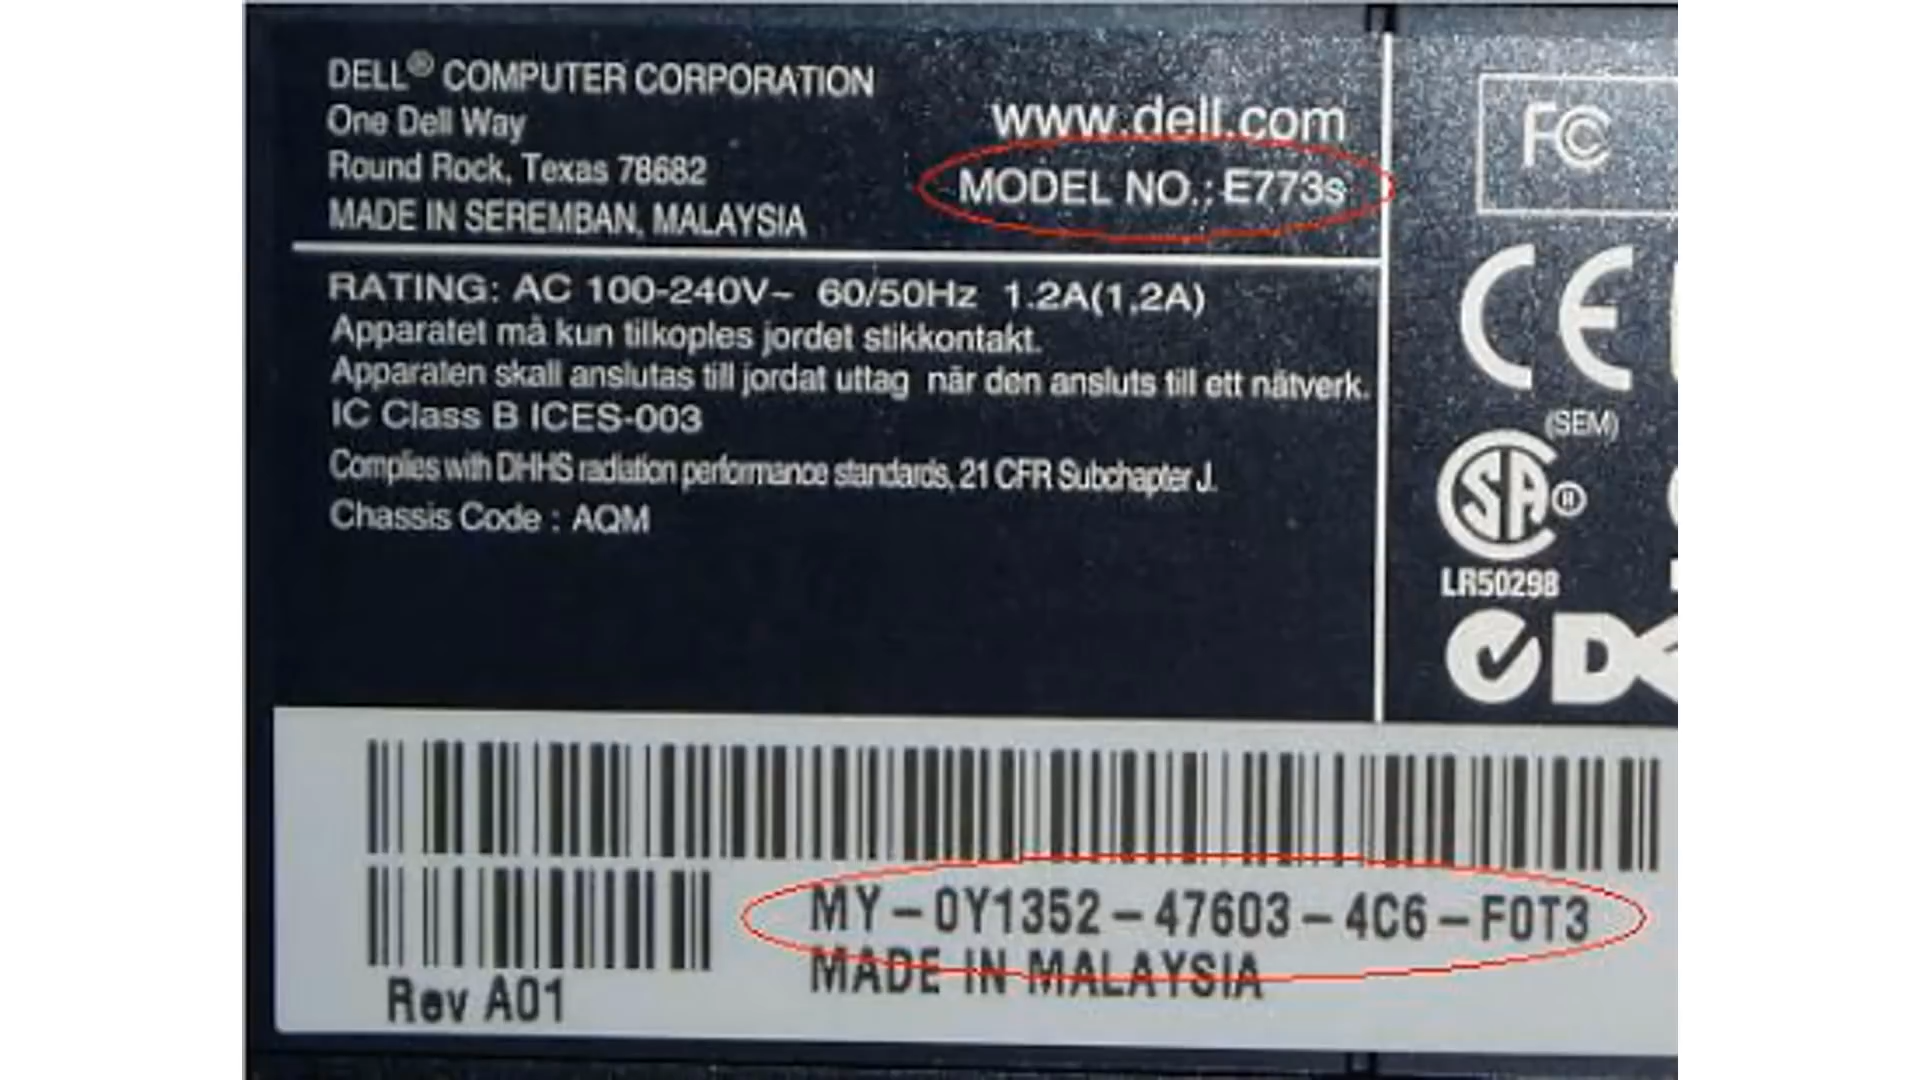 DELL® COMPUTER CORPORATION
One Dell Way
Round Rock, Texas 78682
MADE IN SEREMBAN, MALAYSIA
www.dell.com
MODEL NO.: E773s
FC
RATING: AC 100-240V~ 60/50Hz 1.2A(1,2A)
Apparatet må kun tilkoples jordet stikkontakt.
Apparaten skall anslutas till jordat uttag när den ansluts till ett nätverk.
IC Class B ICES-003
Complies with DHHS radiation performance standards, 21 CFR Subchapter J.
Chassis Code : AQM
CE
(SEM)
SA®
LR50298
MY-0Y1352-47603-4C6-F0T3
MADE IN MALAYSIA
Rev A01